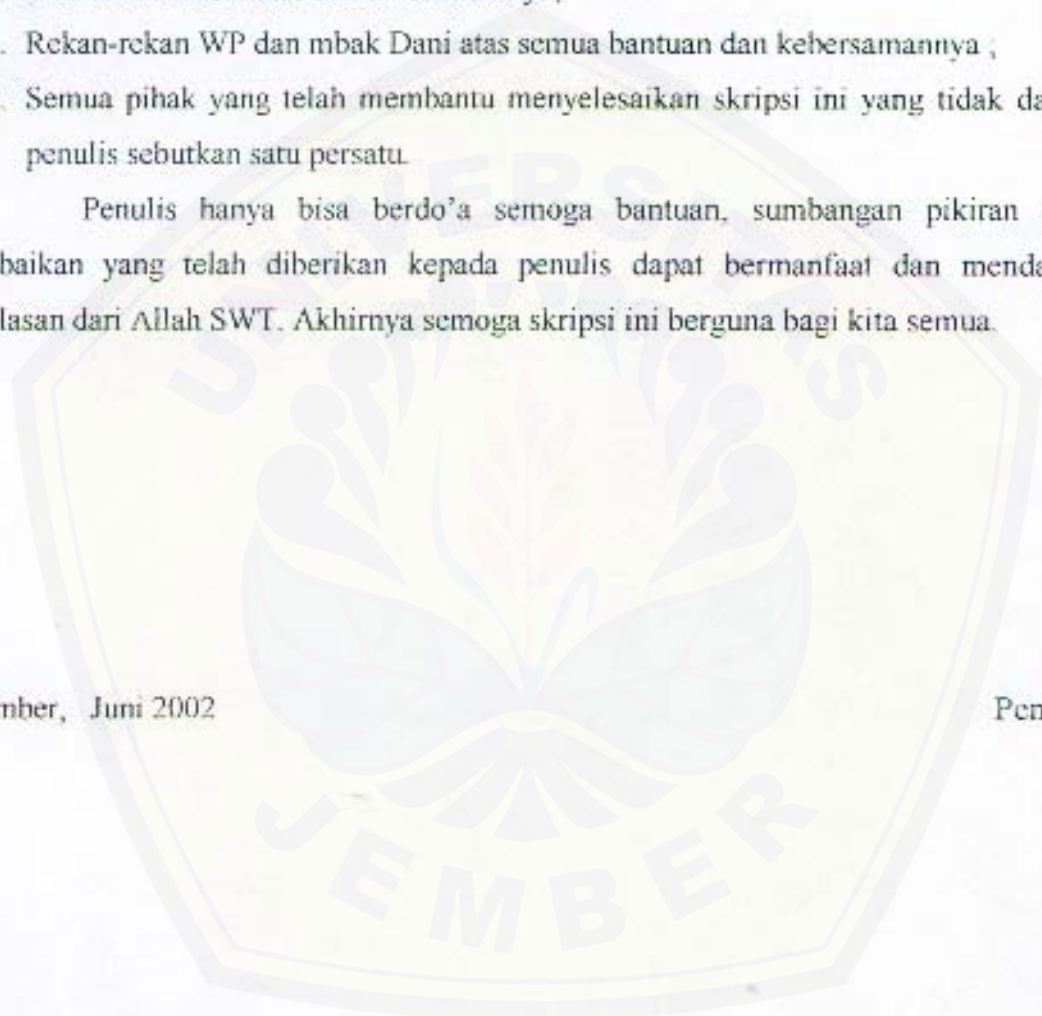 . Rekan-rekan WP dan mbak Dani atas semua bantuan dan kebersamannya ;
. Semua pihak yang telah membantu menyelesaikan skripsi ini yang tidak da
penulis sebutkan satu persatu.
Penulis hanya bisa berdo'a semoga bantuan, sumbangan pikiran
baikan yang telah diberikan kepada penulis dapat bermanfaat dan menda
lasan dari Allah SWT. Akhirnya semoga skripsi ini berguna bagi kita semua.
UNIVERSITAS
mber, Juni 2002 Pen
JEMBER